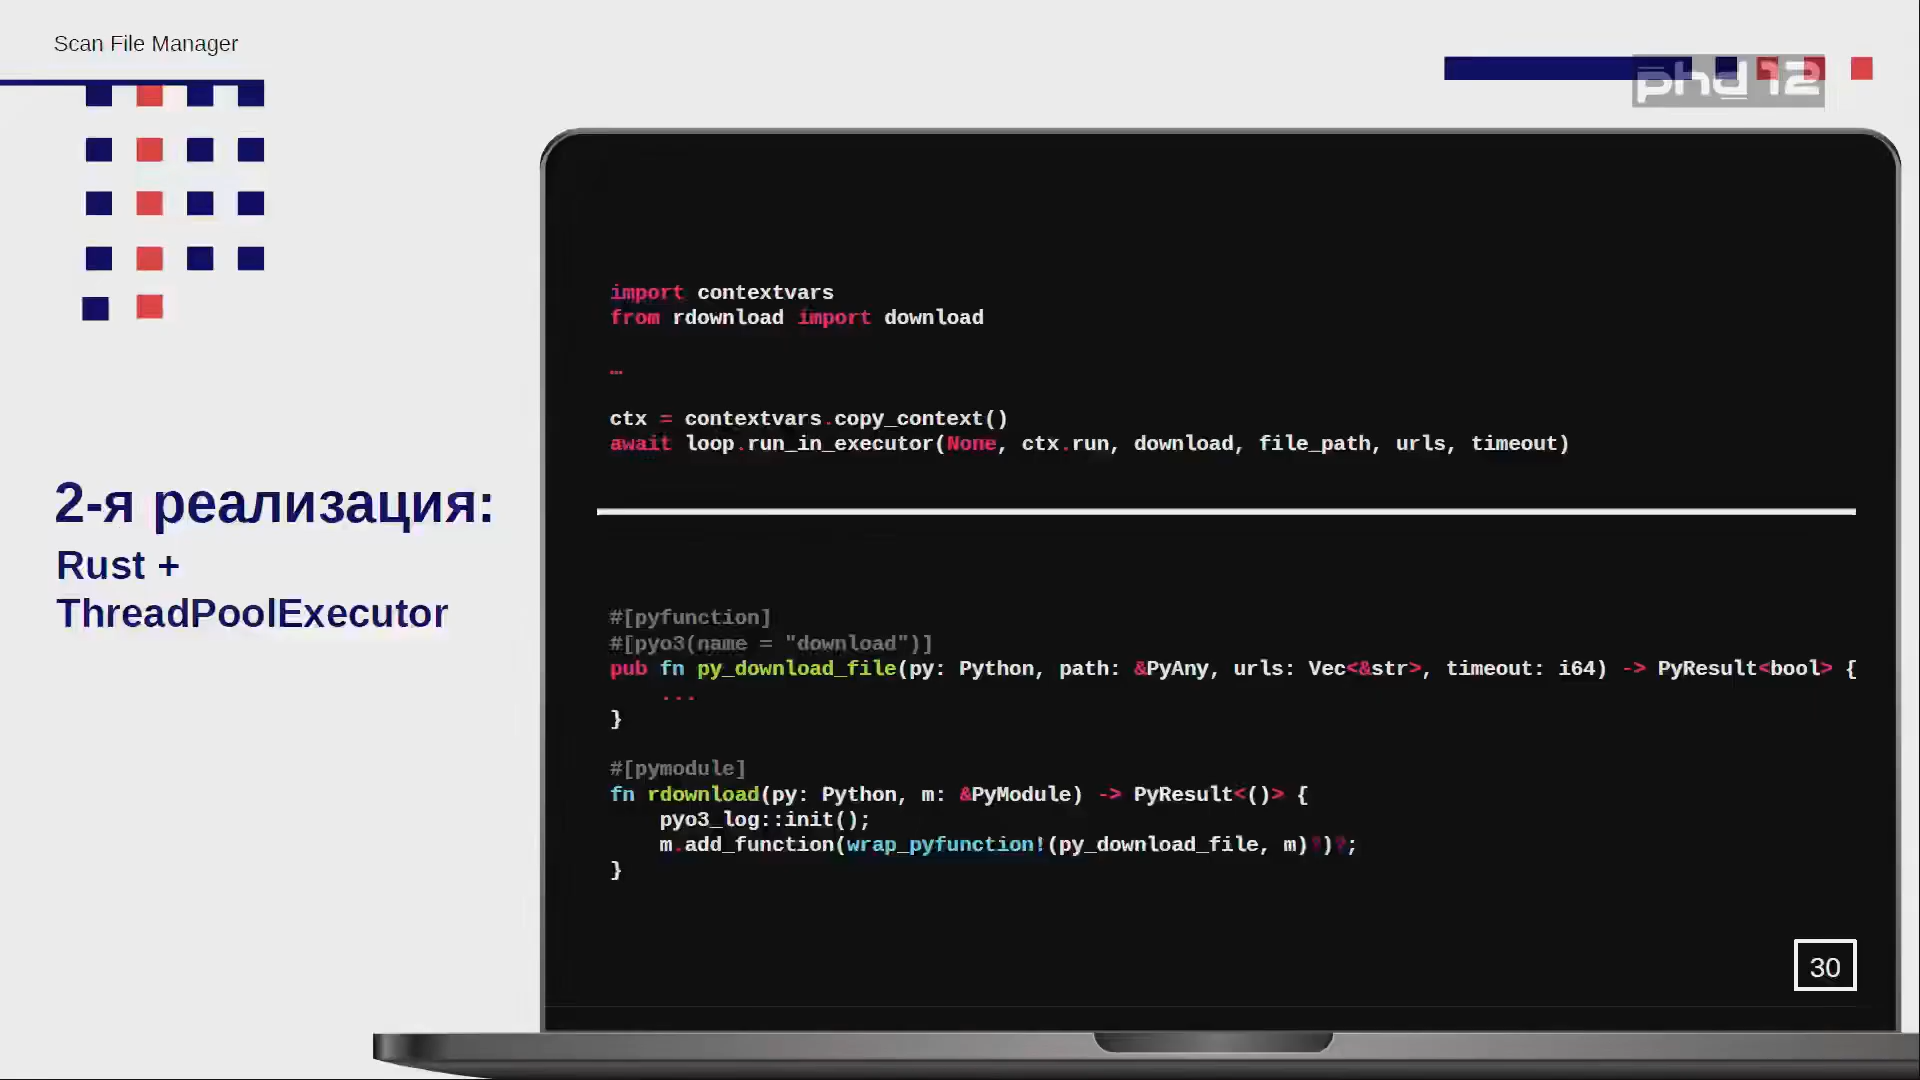 Scan File Manager
phd 12
import contextvars
from rdownload import download
…
ctx = contextvars.copy_context()
await loop.run_in_executor(None, ctx.run, download, file_path, urls, timeout)
2-я реализация:
Rust +
ThreadPoolExecutor
#[pyfunction]
#[pyo3(name = "download")]
pub fn py_download_file(py: Python, path: &PyAny, urls: Vec<&str>, timeout: i64) -> PyResult<bool> {
    ...
}
#[pymodule]
fn rdownload(py: Python, m: &PyModule) -> PyResult<()> {
    pyo3_log::init();
    m.add_function(wrap_pyfunction!(py_download_file, m)?)?;
}
30